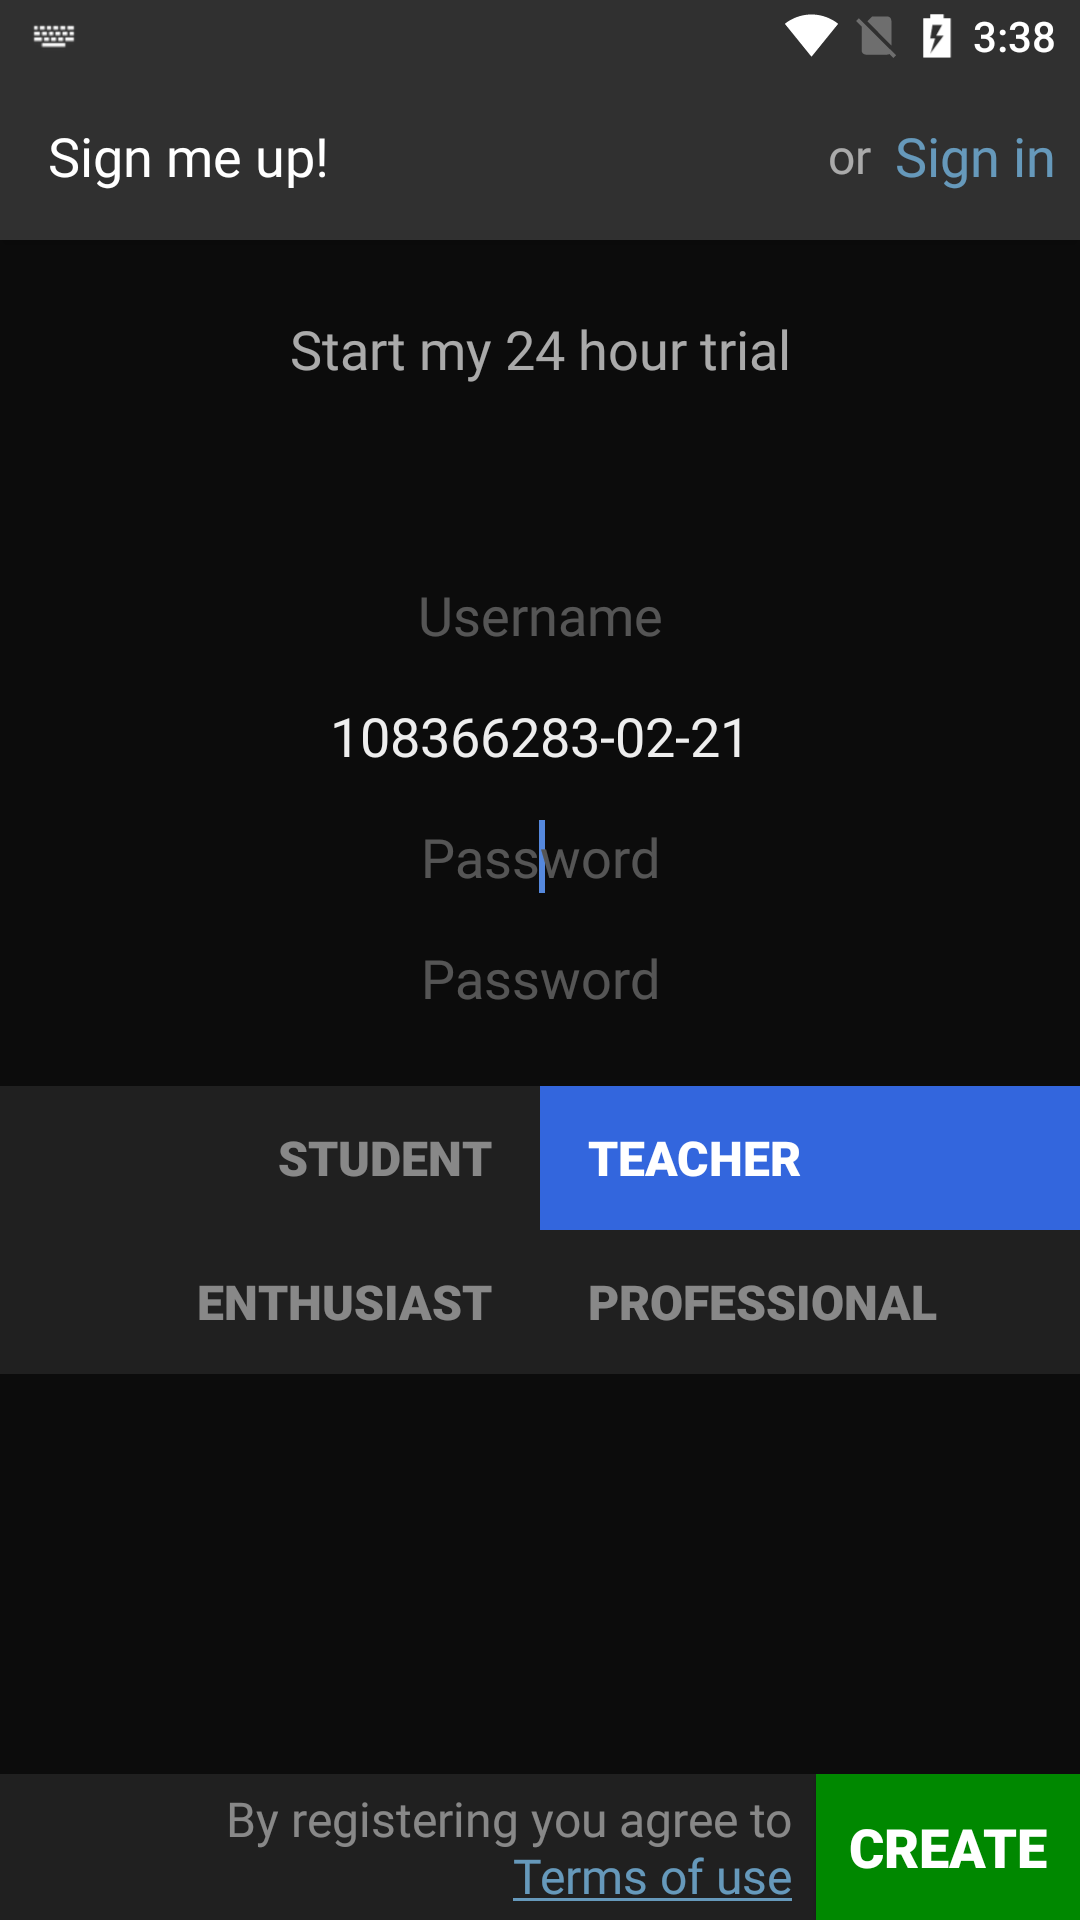 3:38
Sign me up! or Sign in
Start my 24 hour trial
Username
108366283-02-21
Password
Password
STUDENT TEACHER
ENTHUSIAST PROFESSIONAL
By registering you agree to
Terms of use
CREATE